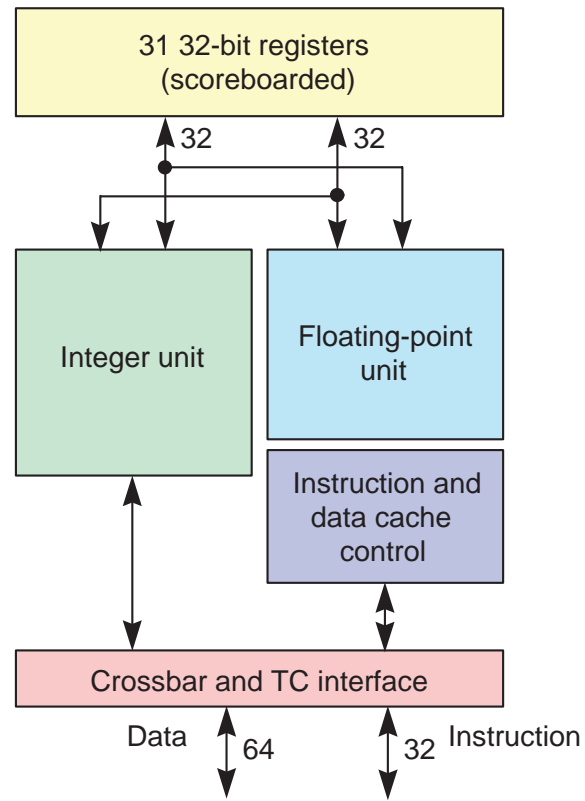 31 32-bit registers
(scoreboarded)
32
32
Integer unit
Floating-point
unit
Instruction and
data cache
control
Crossbar and TC interface
Data
64
32
Instruction